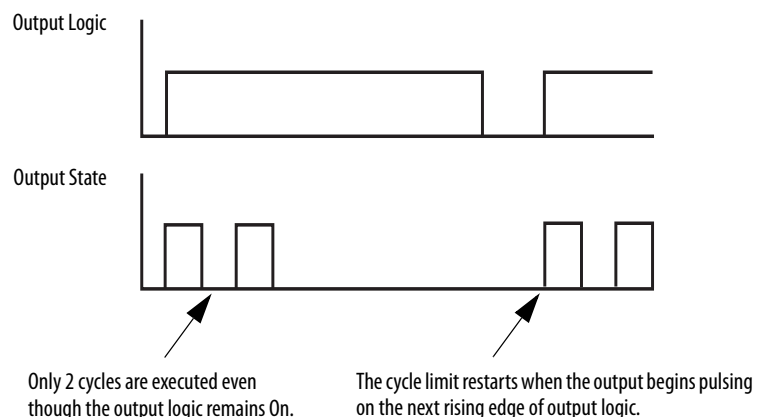 Output Logic
Output State
Only 2 cycles are executed even
though the output logic remains On.
The cycle limit restarts when the output begins pulsing
on the next rising edge of output logic.